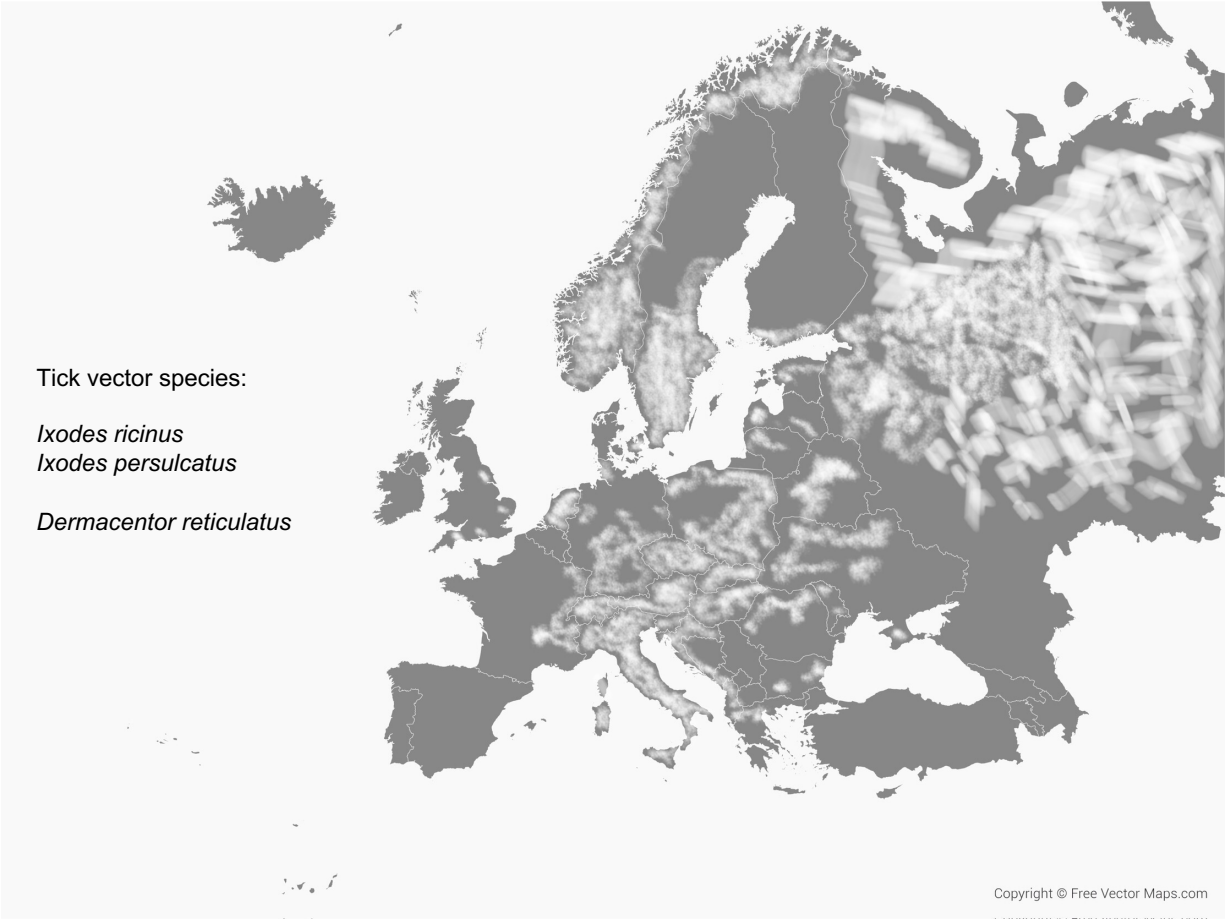 Tick vector species:
Ixodes ricinus
Ixodes persulcatus
Dermacentor reticulatus
Copyright © Free Vector Maps.com